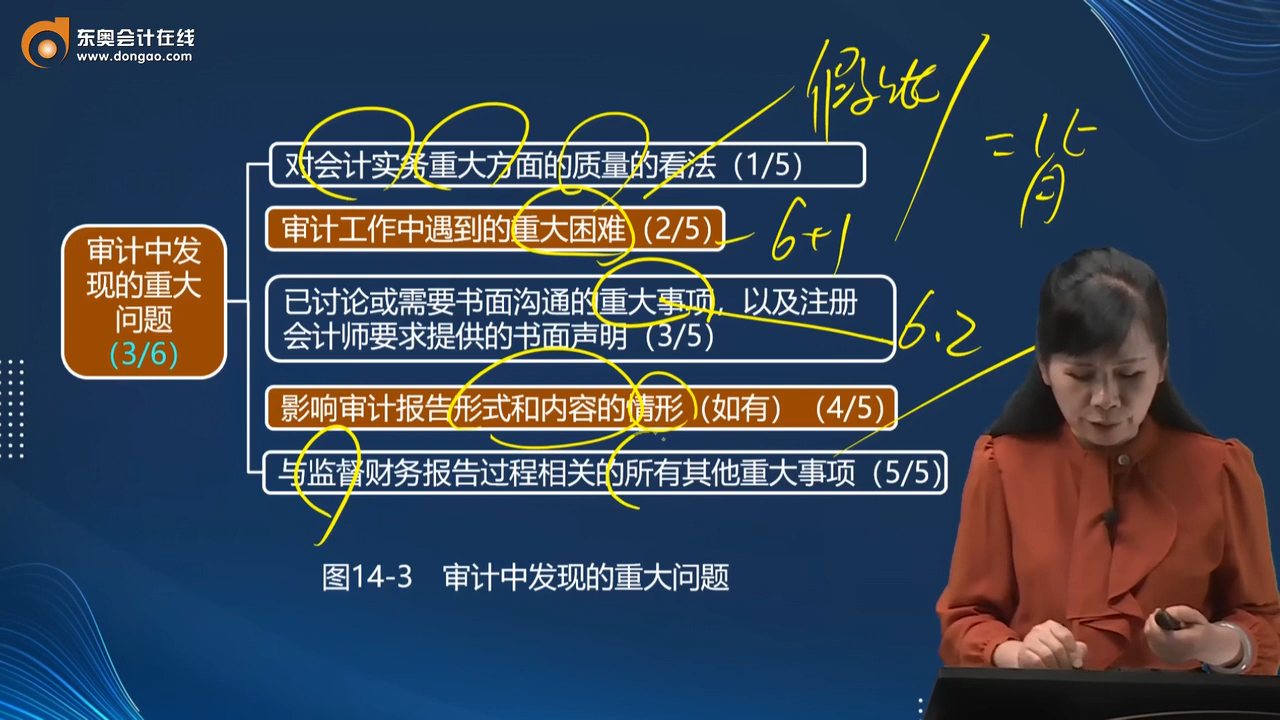 东奥会计在线
www.dongao.com
对会计实务重大方面的质量的看法（1/5）
审计工作中遇到的重大困难（2/5）
审计中发
现的重大
问题
（3/6）
已讨论或需要书面沟通的重大事项，以及注册
会计师要求提供的书面声明（3/5）
影响审计报告形式和内容的情形（如有）（4/5）
与监督财务报告过程相关的所有其他重大事项（5/5）
图14-3 审计中发现的重大问题
6+1
6.2